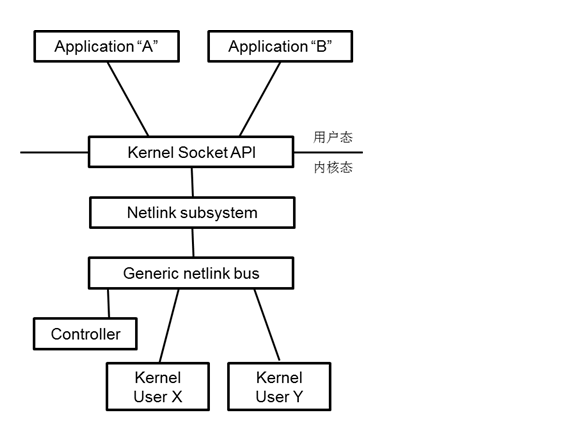 Application “A”
Application “B”
Kernel Socket API
用户态
内核态
Netlink subsystem
Generic netlink bus
Controller
Kernel
User X
Kernel
User Y